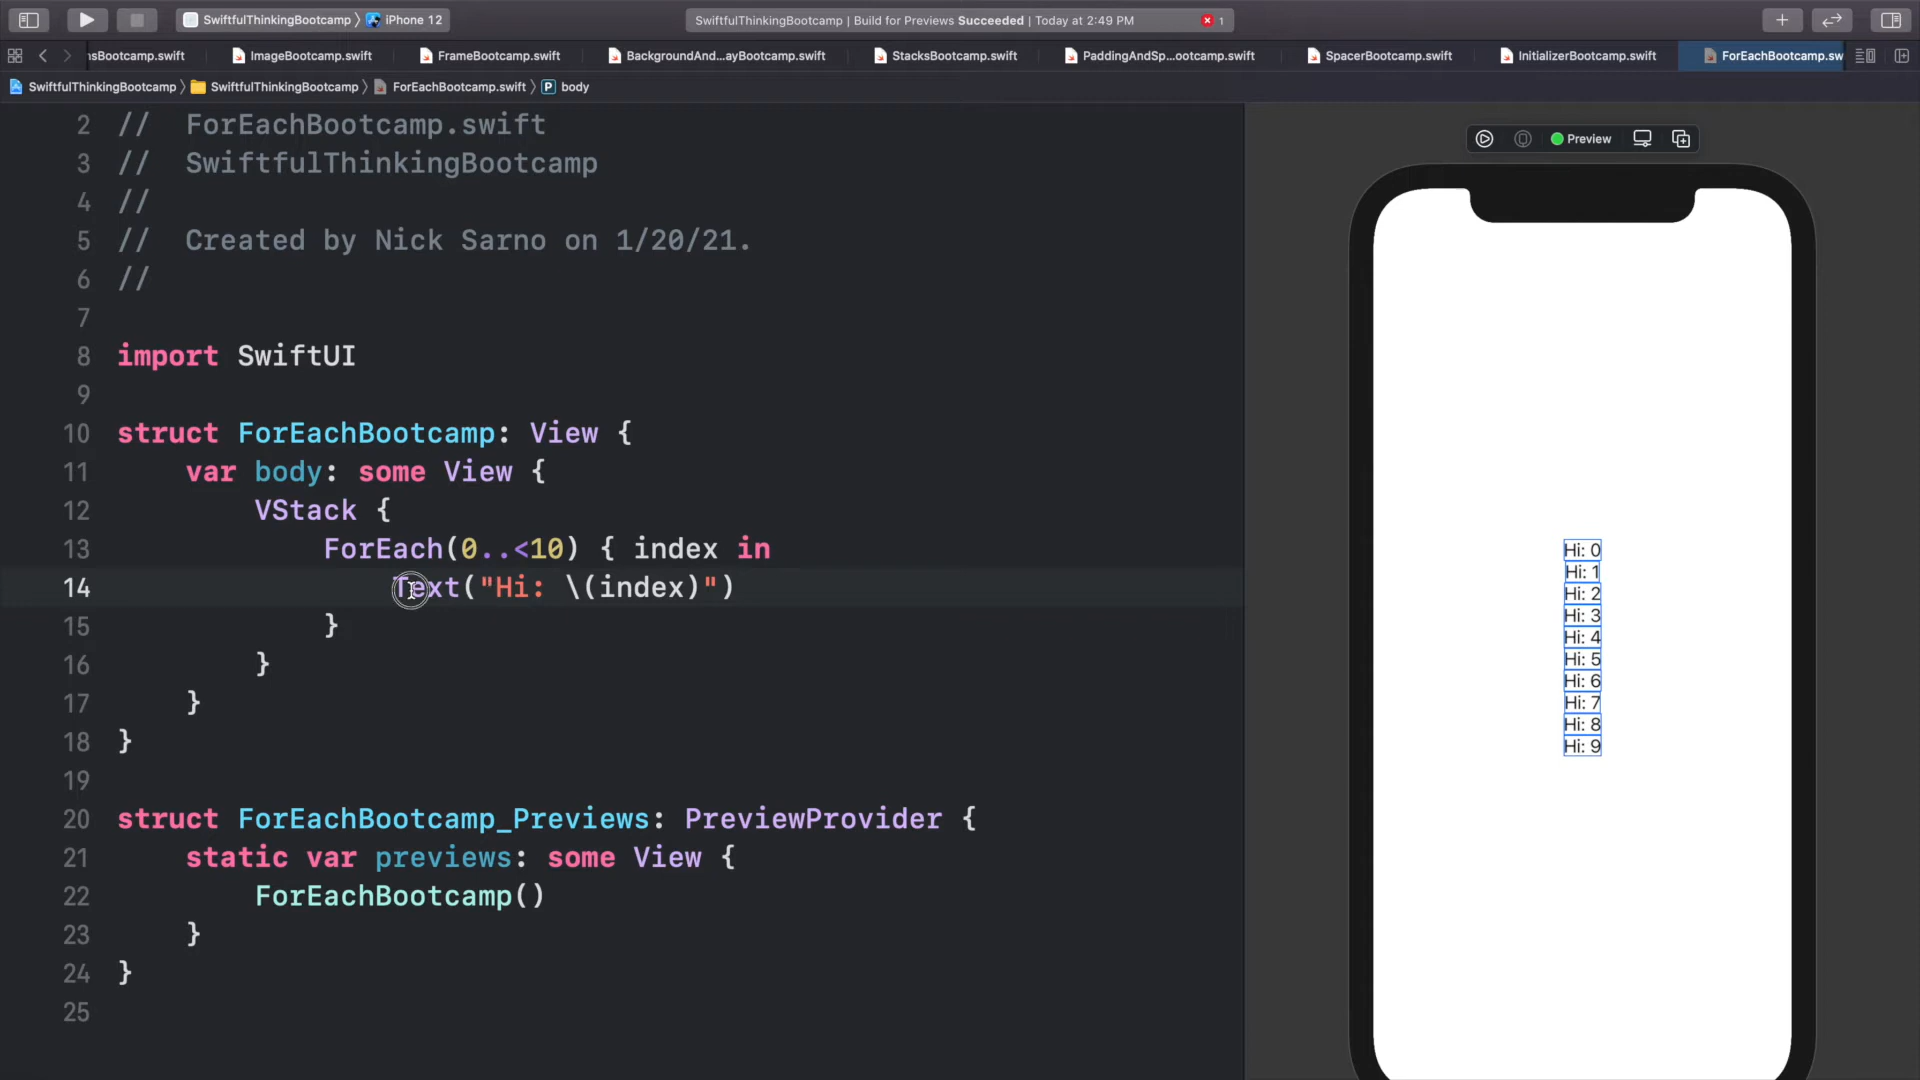 SwiftfulThinkingBootcamp 〉 iPhone 12
SwiftfulThinkingBootcamp | Build for Previews Succeeded | Today at 2:49 PM
1
nsBootcamp.swift
ImageBootcamp.swift
FrameBootcamp.swift
BackgroundAnd...ayBootcamp.swift
StacksBootcamp.swift
PaddingAndSp...ootcamp.swift
SpacerBootcamp.swift
InitializerBootcamp.swift
ForEachBootcamp.sw
SwiftfulThinkingBootcamp 〉 SwiftfulThinkingBootcamp 〉 ForEachBootcamp.swift 〉 P body
2 //  ForEachBootcamp.swift
3 //  SwiftfulThinkingBootcamp
4 //
5 //  Created by Nick Sarno on 1/20/21.
6 //
7
8 import SwiftUI
9
10 struct ForEachBootcamp: View {
11     var body: some View {
12         VStack {
13             ForEach(0..<10) { index in
14                 Text("Hi: \(index)")
15             }
16         }
17     }
18 }
19
20 struct ForEachBootcamp_Previews: PreviewProvider {
21     static var previews: some View {
22         ForEachBootcamp()
23     }
24 }
25
Preview
Hi: 0
Hi: 1
Hi: 2
Hi: 3
Hi: 4
Hi: 5
Hi: 6
Hi: 7
Hi: 8
Hi: 9